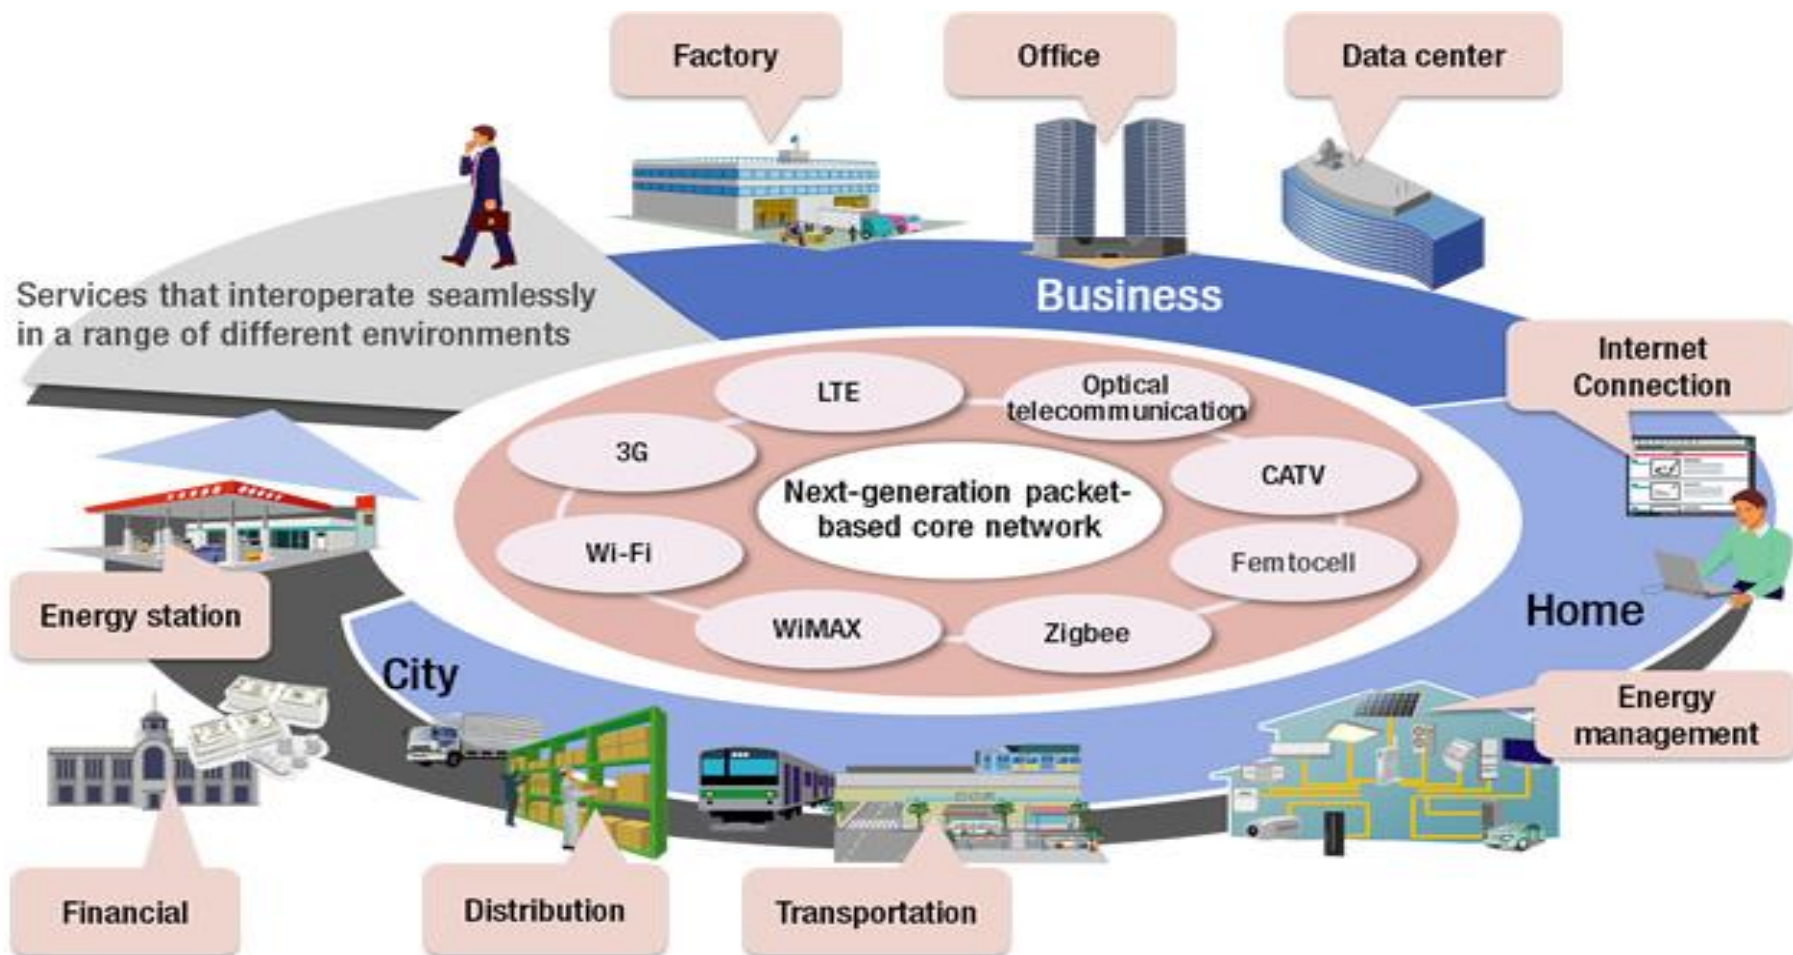 Factory
Office
Data center
Services that interoperate seamlessly
in a range of different environments
Business
Internet
Connection
LTE
Optical
telecommunication
3G
CATV
Next-generation packet-
based core network
Wi-Fi
Femtocell
WiMAX
Zigbee
Energy station
City
Home
Energy
management
Financial
Distribution
Transportation